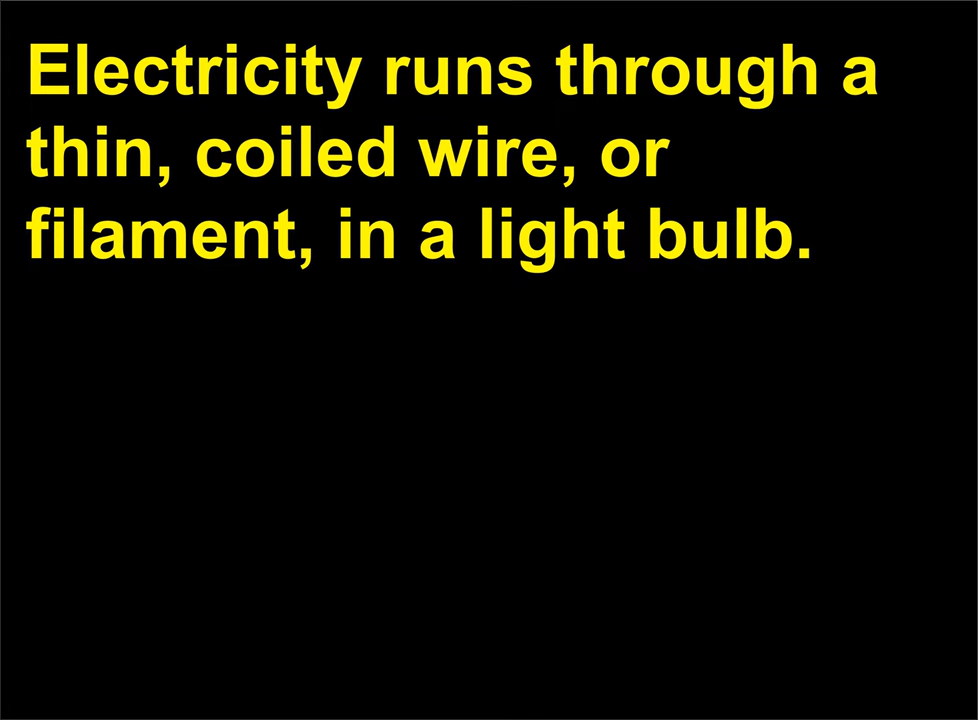 Electricity runs through a
thin, coiled wire, or
filament, in a light bulb.